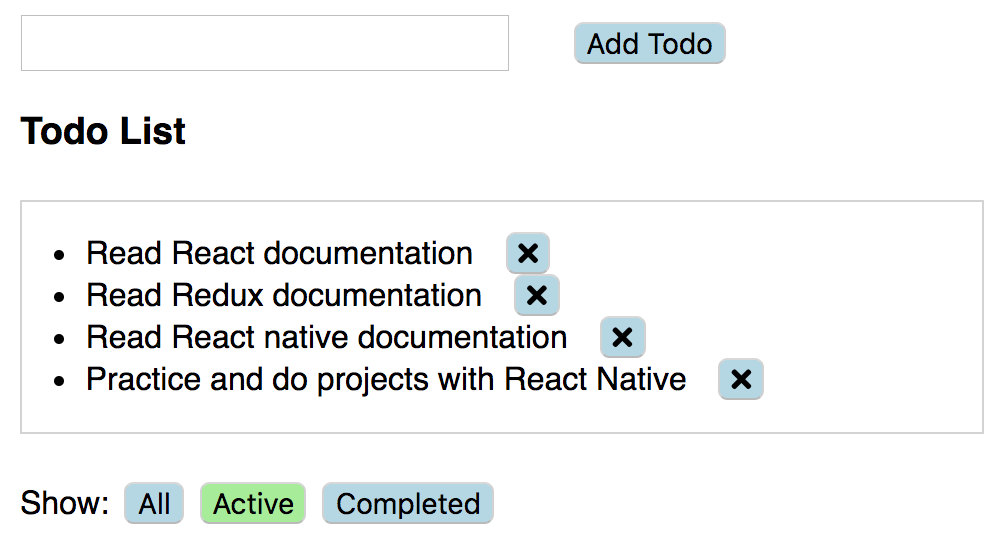 Add Todo
Todo List
Read React documentation
Read Redux documentation
Read React native documentation
Practice and do projects with React Native
Show: All Active Completed